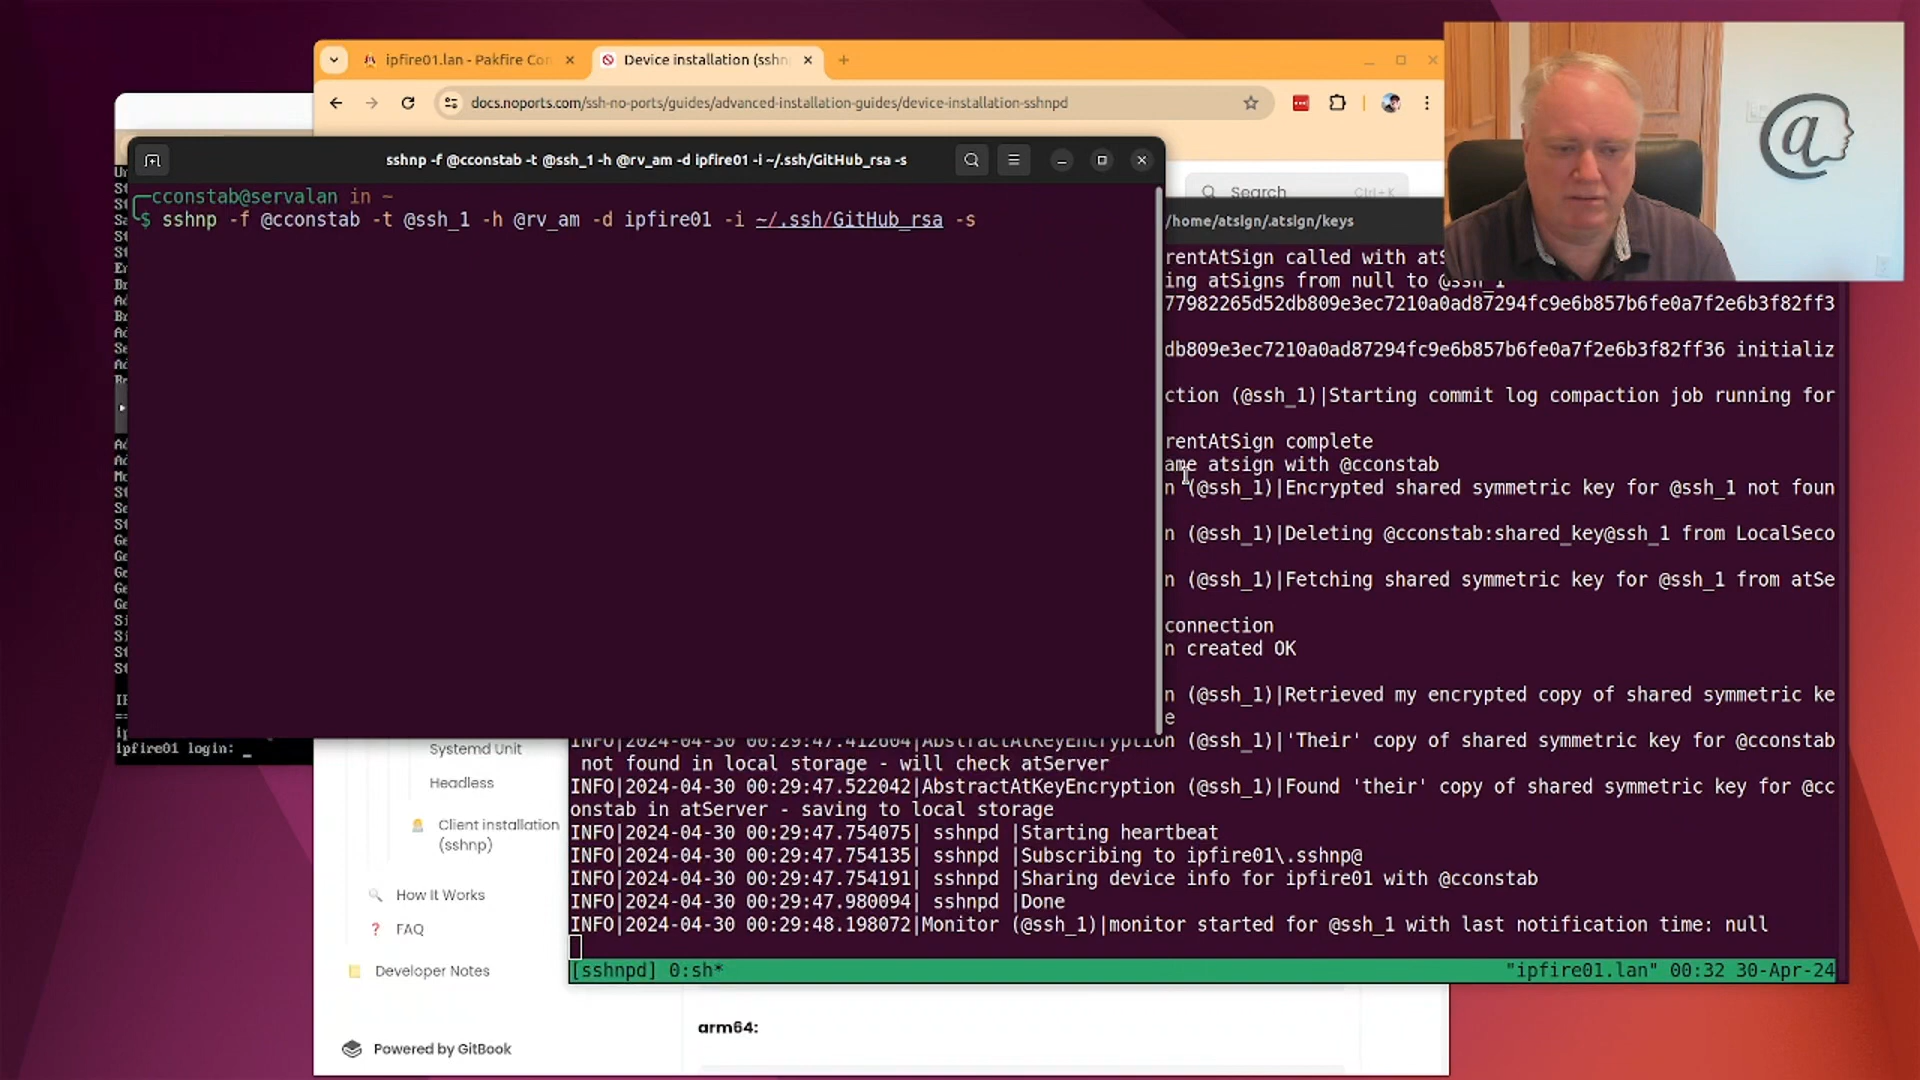 ipfire01.lan - Pakfire Con
Device installation (sshnp
docs.noports.com/ssh-no-ports/guides/advanced-installation-guides/device-installation-sshnpd
sshnp -f @cconstab -t @ssh_1 -h @rv_am -d ipfire01 -i ~/.ssh/GitHub_rsa -s
Search
Ctrl+K
cconstab@servalan in ~
$ sshnp -f @cconstab -t @ssh_1 -h @rv_am -d ipfire01 -i ~/.ssh/GitHub_rsa -s
/home/atsign/.atsign/keys
rentAtSign called with atS
ing atSigns from null to @ssh_1
77982265d52db809e3ec7210a0ad87294fc9e6b857b6fe0a7f2e6b3f82ff3
db809e3ec7210a0ad87294fc9e6b857b6fe0a7f2e6b3f82ff36 initializ
ction (@ssh_1)|Starting commit log compaction job running for
rentAtSign complete
ame atsign with @cconstab
n (@ssh_1)|Encrypted shared symmetric key for @ssh_1 not foun
n (@ssh_1)|Deleting @cconstab:shared_key@ssh_1 from LocalSeco
n (@ssh_1)|Fetching shared symmetric key for @ssh_1 from atSe
connection
n created OK
n (@ssh_1)|Retrieved my encrypted copy of shared symmetric ke
e
INFO|2024-04-30 00:29:47.412604|AbstractAtKeyEncryption (@ssh_1)|'Their' copy of shared symmetric key for @cconstab
not found in local storage - will check atServer
INFO|2024-04-30 00:29:47.522042|AbstractAtKeyEncryption (@ssh_1)|Found 'their' copy of shared symmetric key for @cc
onstab in atServer - saving to local storage
INFO|2024-04-30 00:29:47.754075| sshnpd |Starting heartbeat
INFO|2024-04-30 00:29:47.754135| sshnpd |Subscribing to ipfire01\.sshnp@
INFO|2024-04-30 00:29:47.754191| sshnpd |Sharing device info for ipfire01 with @cconstab
INFO|2024-04-30 00:29:47.980094| sshnpd |Done
INFO|2024-04-30 00:29:48.198072|Monitor (@ssh_1)|monitor started for @ssh_1 with last notification time: null
[sshnpd] 0:sh*
"ipfire01.lan" 00:32 30-Apr-24
ipfire01 login: _
Systemd Unit
Headless
Client installation
(sshnp)
How It Works
FAQ
Developer Notes
Powered by GitBook
arm64: